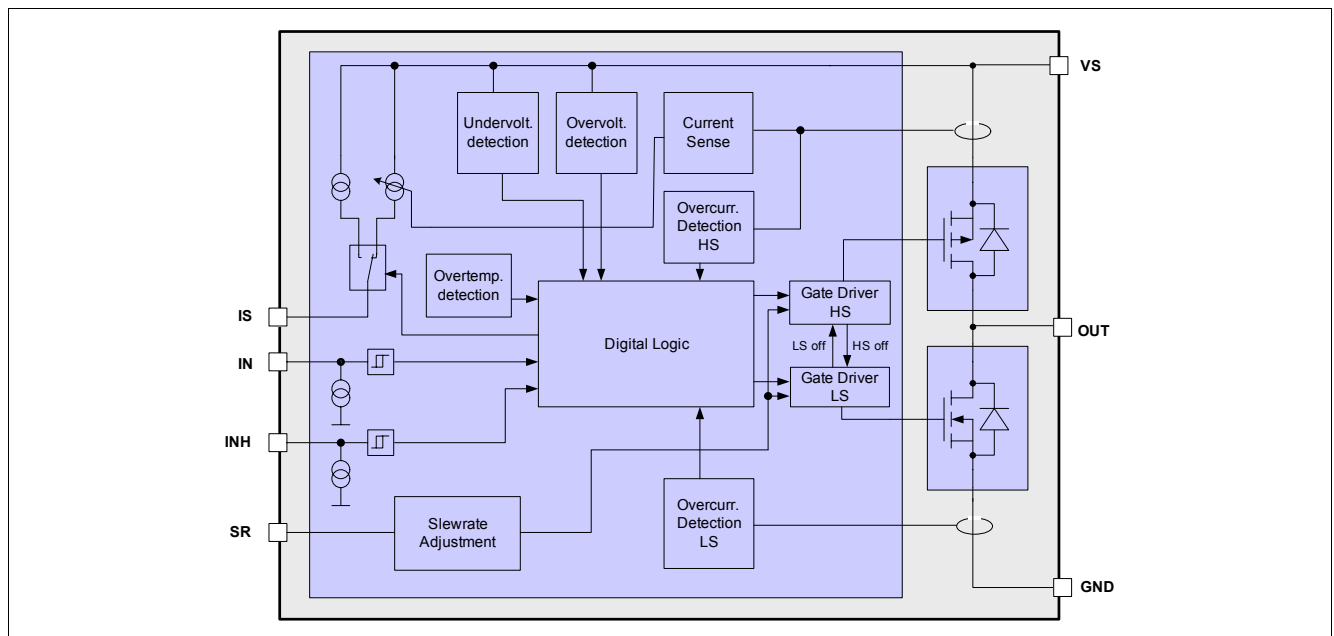 VS
Undervolt.
detection
Overvolt.
detection
Current
Sense
Overcurr.
Detection
HS
Overtemp.
detection
Gate Driver
HS
IS
OUT
Digital Logic
LS off
HS off
IN
Gate Driver
LS
INH
Overcurr.
Detection
LS
Slewrate
Adjustment
SR
GND